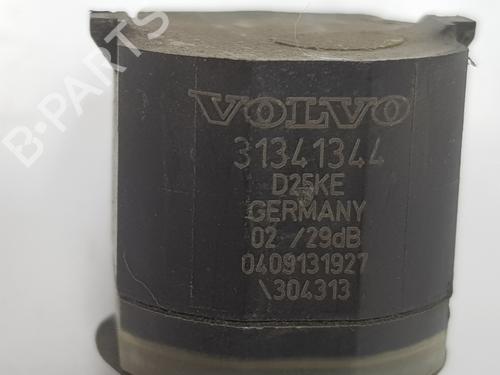 B-PARTS
VOLVO
31341344
D25KE
GERMANY
02 /29dB
0409131927
\304313